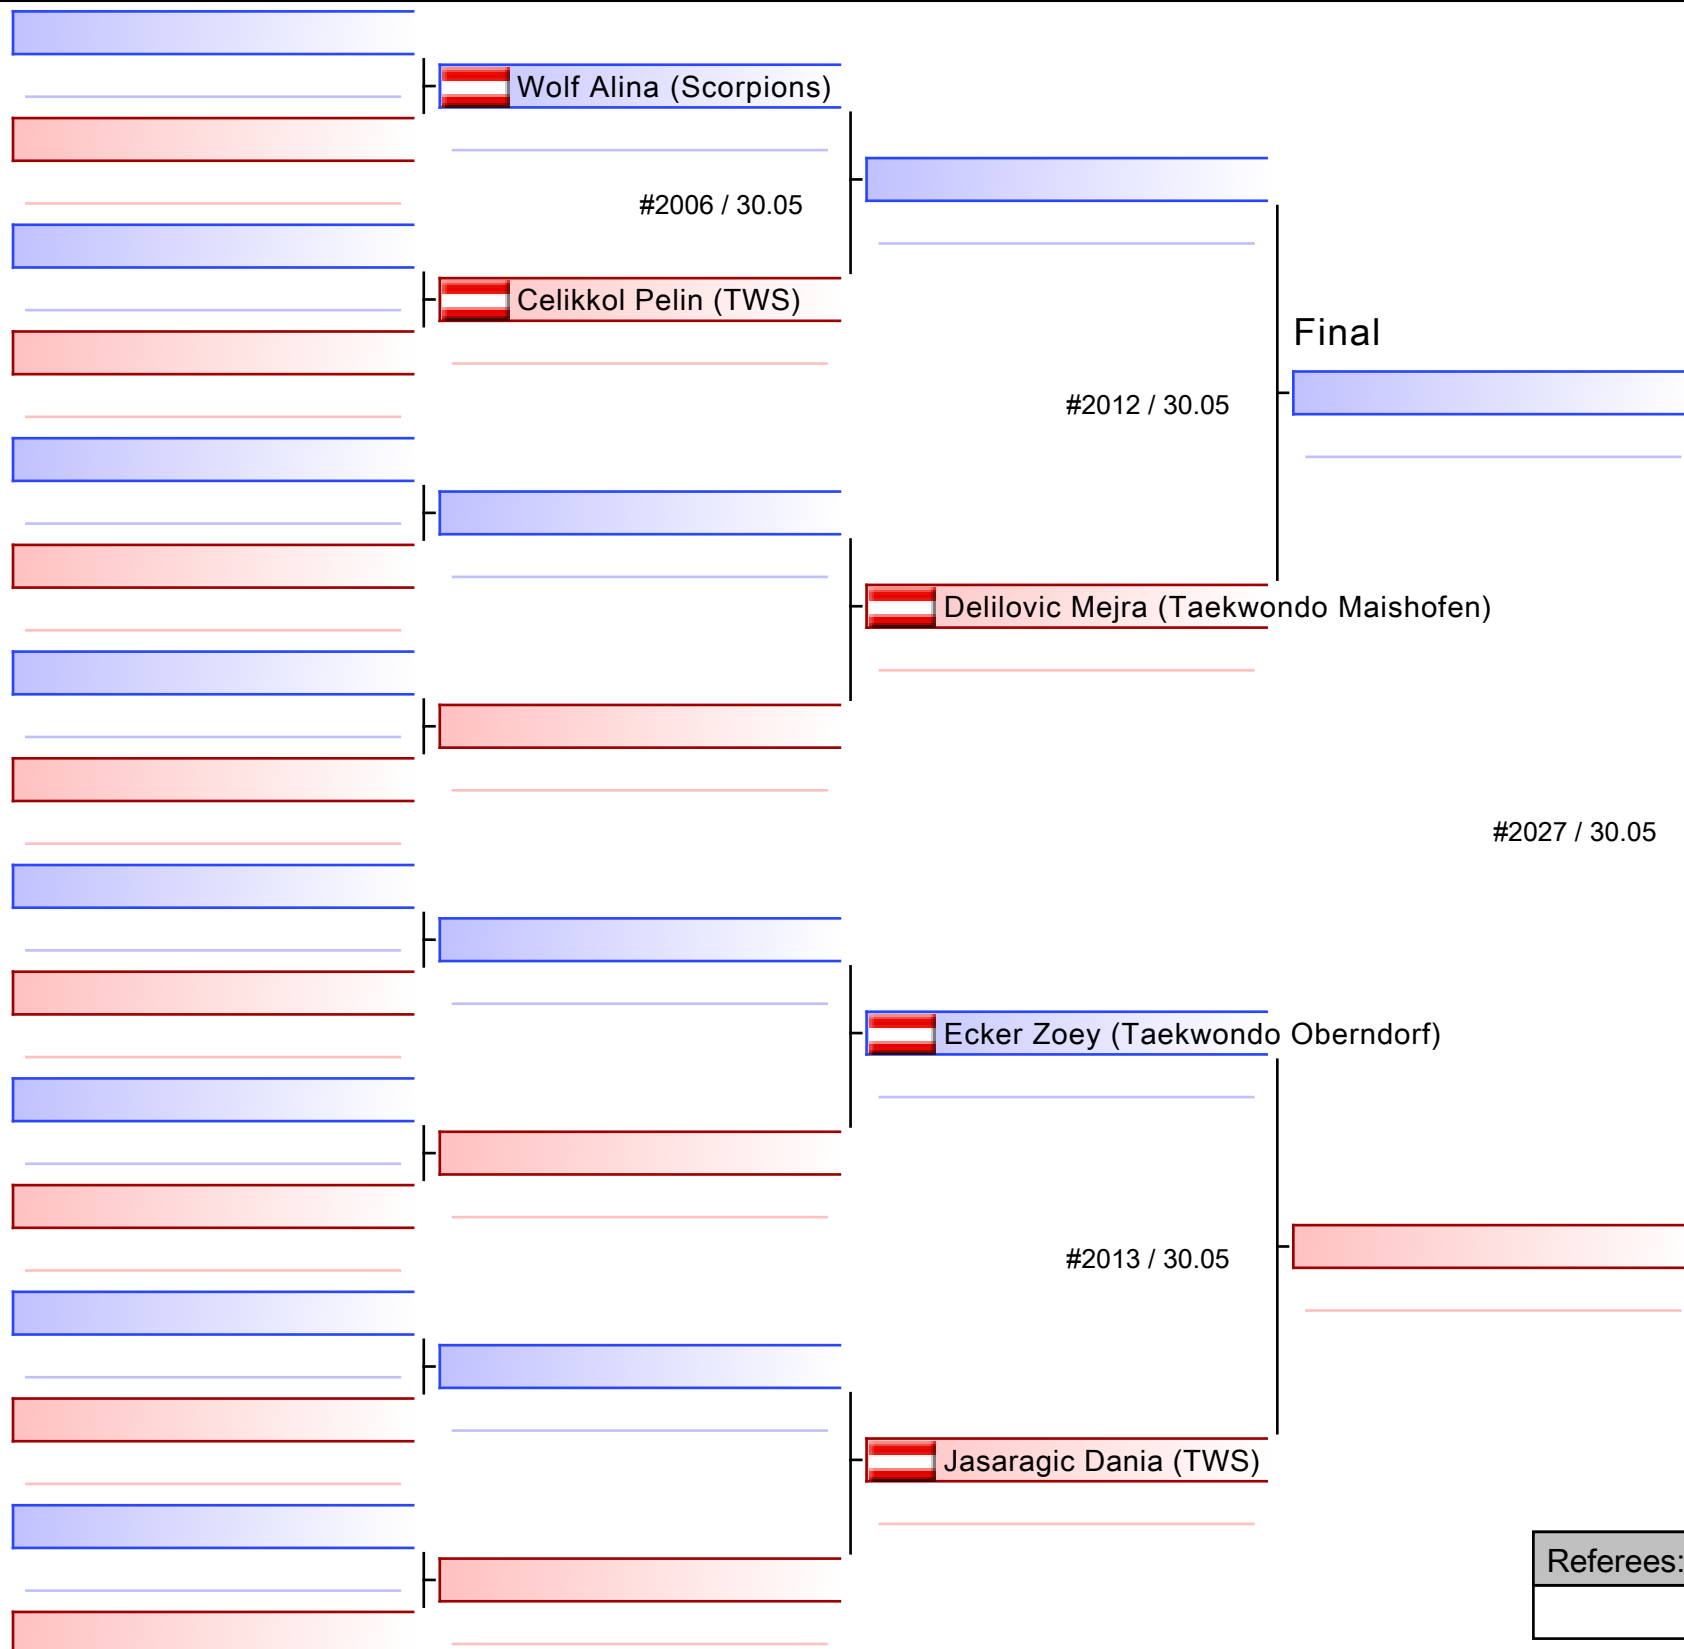 Wolf Alina (Scorpions)
#2006 / 30.05
Celikkol Pelin (TWS)
Final
#2012 / 30.05
Delilovic Mejra (Taekwondo Maishofen)
#2027 / 30.05
Ecker Zoey (Taekwondo Oberndorf)
#2013 / 30.05
Jasaragic Dania (TWS)
Referees: